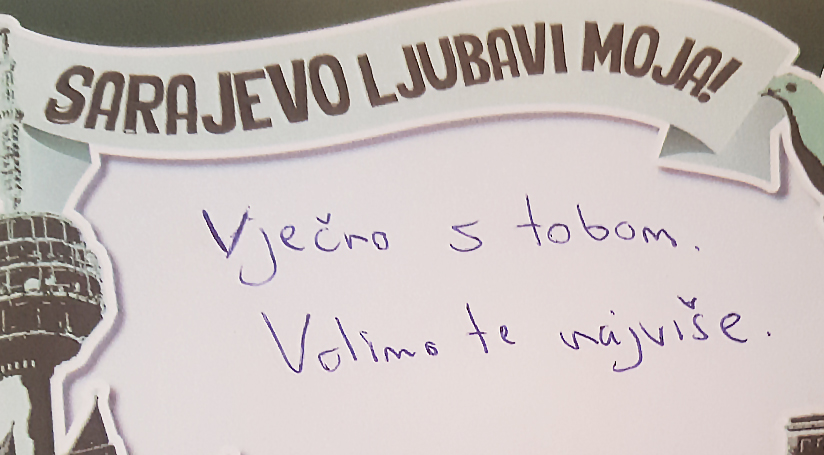 SARAJEVO LJUBAVI MOJA!
Vječno s tobom.
Volimo te najviše.